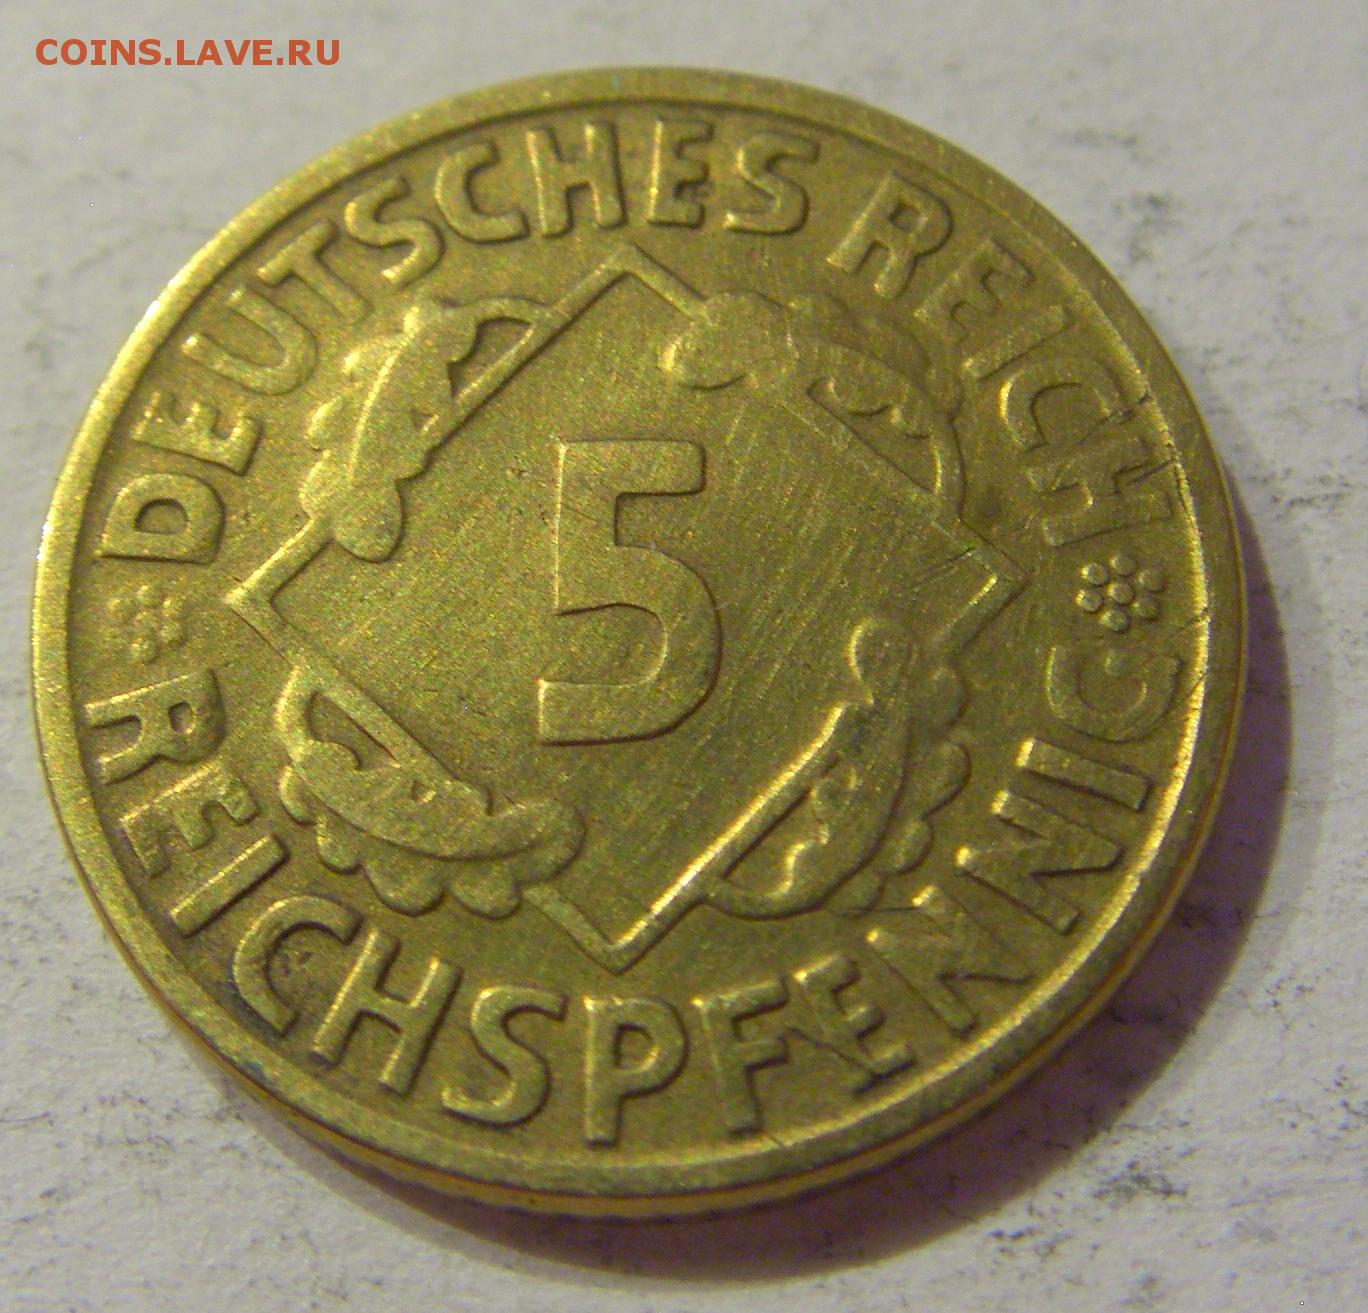 COINS.LAVE.RU
DEUTSCHES REICH
5
REICHSPFENNIG